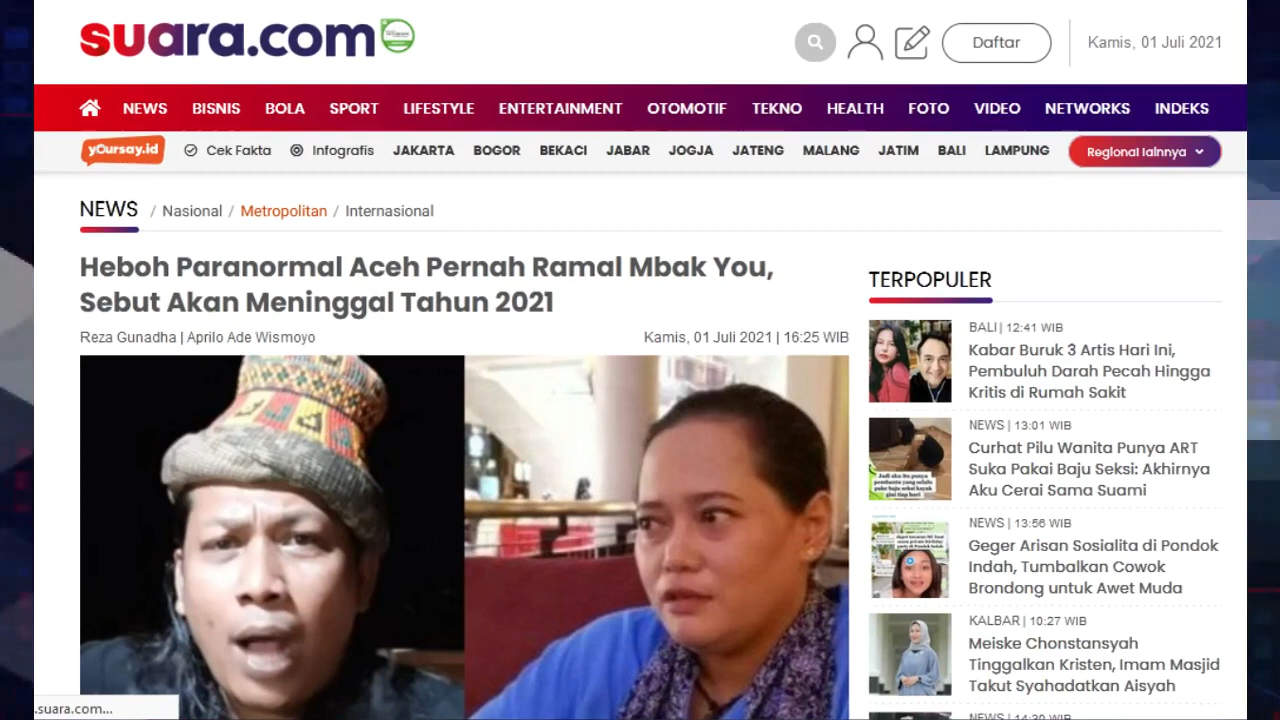 suara.com
Daftar
Kamis, 01 Juli 2021
NEWS BISNIS BOLA SPORT LIFESTYLE ENTERTAINMENT OTOMOTIF TEKNO HEALTH FOTO VIDEO NETWORKS INDEKS
yoursay.id Cek Fakta Infografis JAKARTA BOGOR BEKACI JABAR JOGJA JATENG MALANG JATIM BALI LAMPUNG Regional lainnya
NEWS / Nasional / Metropolitan / Internasional
Heboh Paranormal Aceh Pernah Ramal Mbak You,
Sebut Akan Meninggal Tahun 2021
Reza Gunadha | Aprilo Ade Wismoyo
Kamis, 01 Juli 2021 | 16:25 WIB
TERPOPULER
BALI | 12:41 WIB
Kabar Buruk 3 Artis Hari Ini,
Pembuluh Darah Pecah Hingga
Kritis di Rumah Sakit
NEWS | 13:01 WIB
Curhat Pilu Wanita Punya ART
Suka Pakai Baju Seksi: Akhirnya
Aku Cerai Sama Suami
NEWS | 13:56 WIB
Geger Arisan Sosialita di Pondok
Indah, Tumbalkan Cowok
Brondong untuk Awet Muda
KALBAR | 10:27 WIB
Meiske Chonstansyah
Tinggalkan Kristen, Imam Masjid
Takut Syahadatkan Aisyah
NEWS | 14:30 WIB
.suara.com...